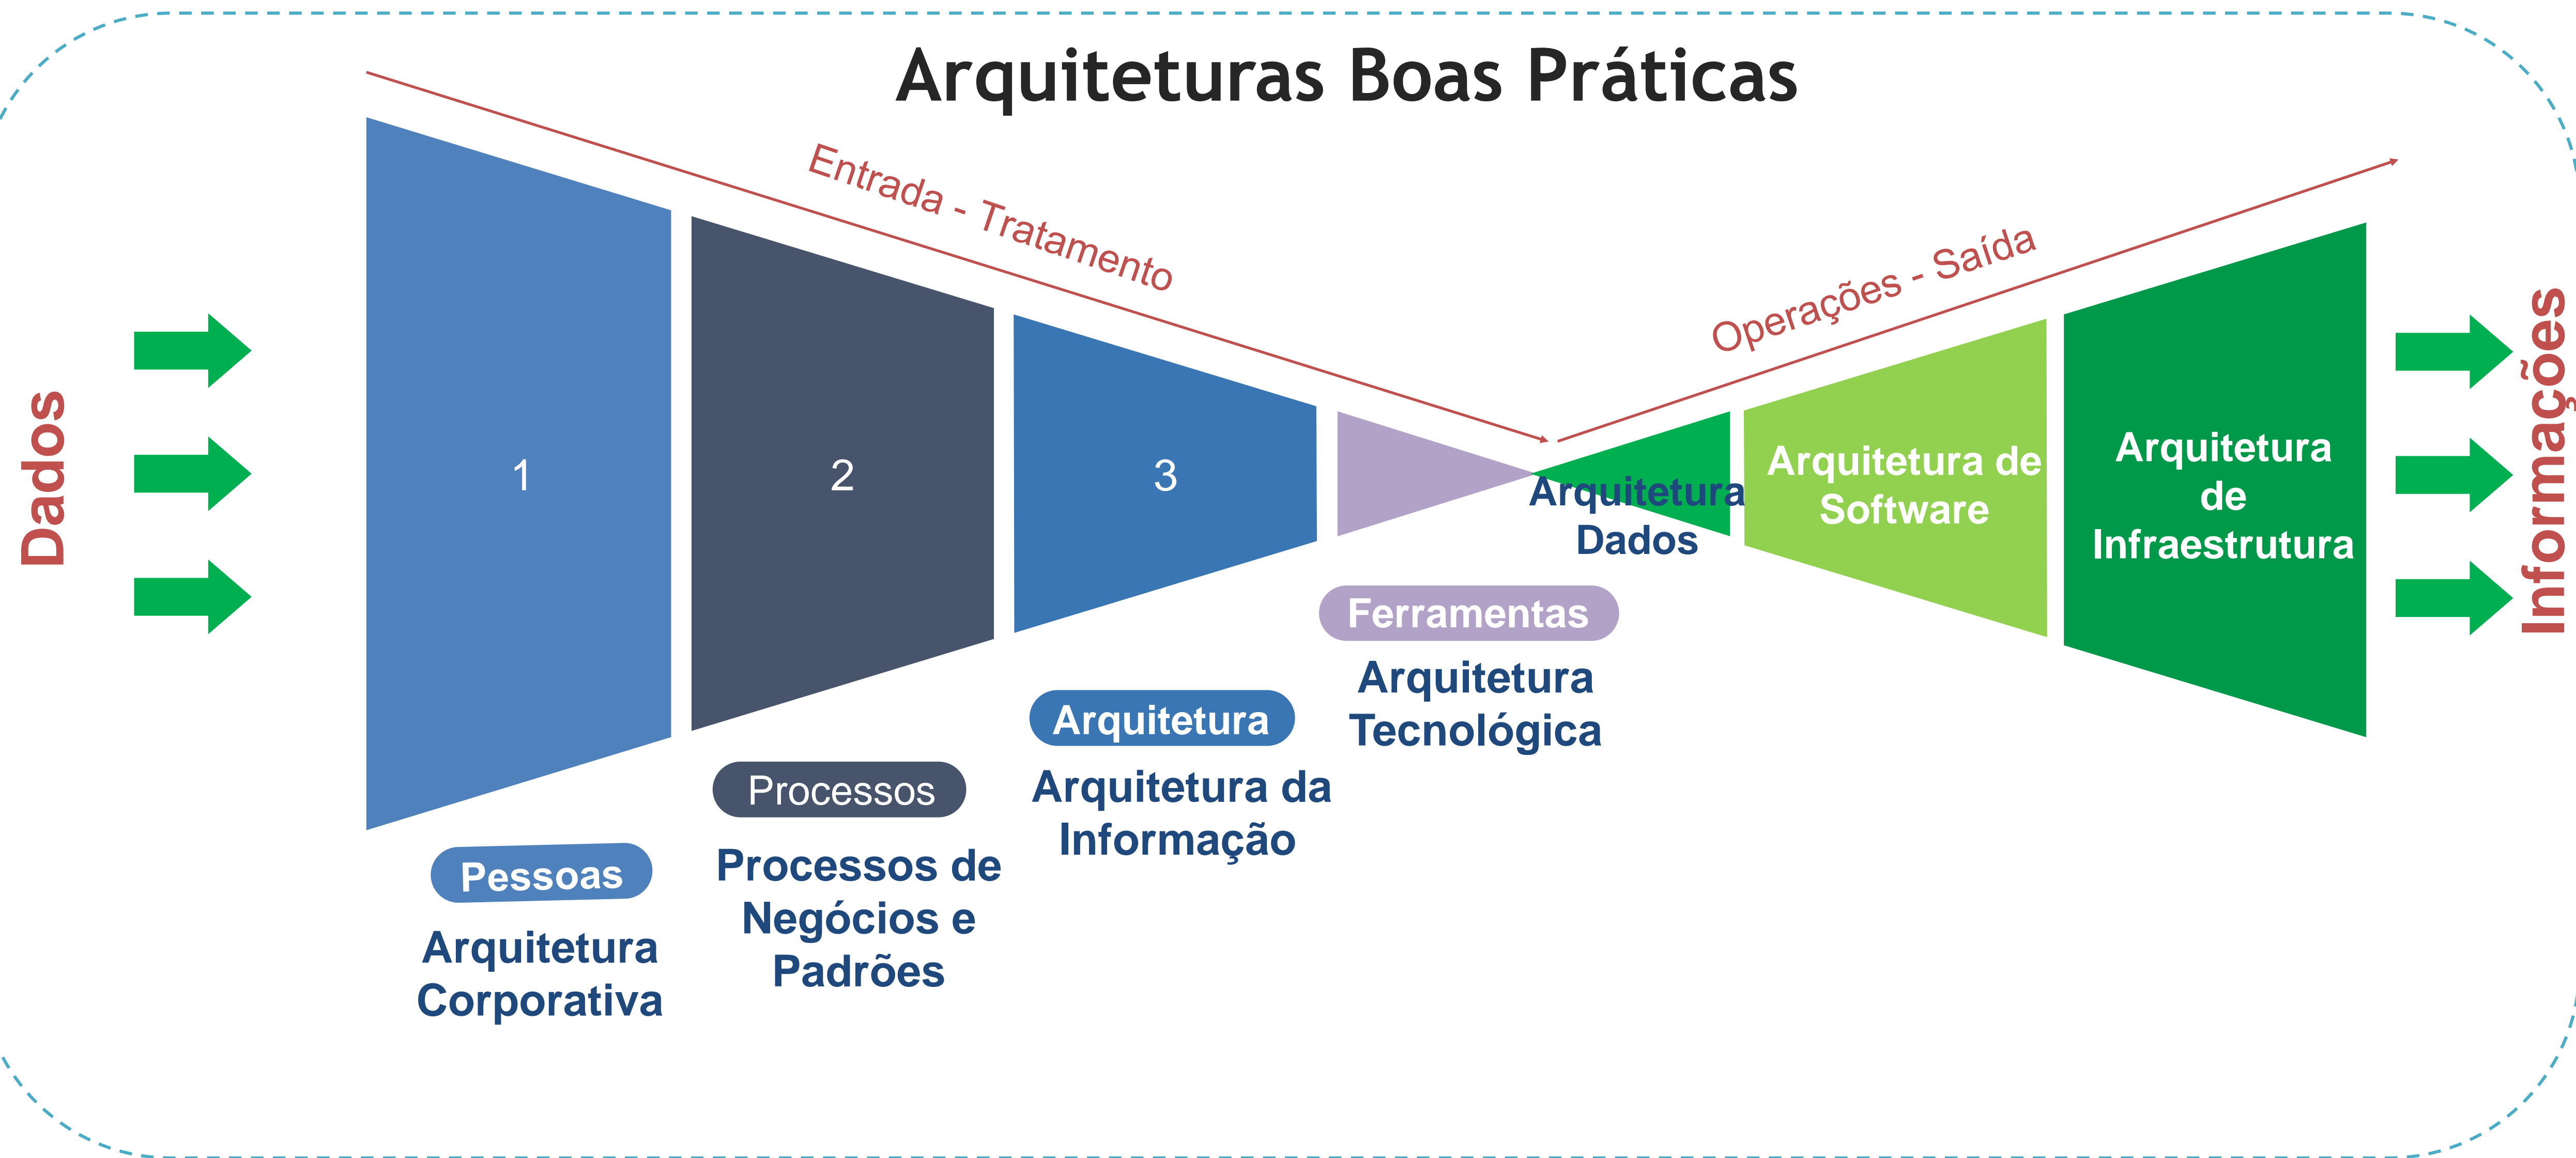 Arquiteturas Boas Práticas
Entrada - Tratamento
Operações - Saída
Dados
1
2
3
Arquitetura
Dados
Arquitetura de
Software
Arquitetura
de
Infraestrutura
Informações
Ferramentas
Arquitetura
Tecnológica
Arquitetura
Arquitetura da
Informação
Processos
Processos de
Negócios e
Padrões
Pessoas
Arquitetura
Corporativa